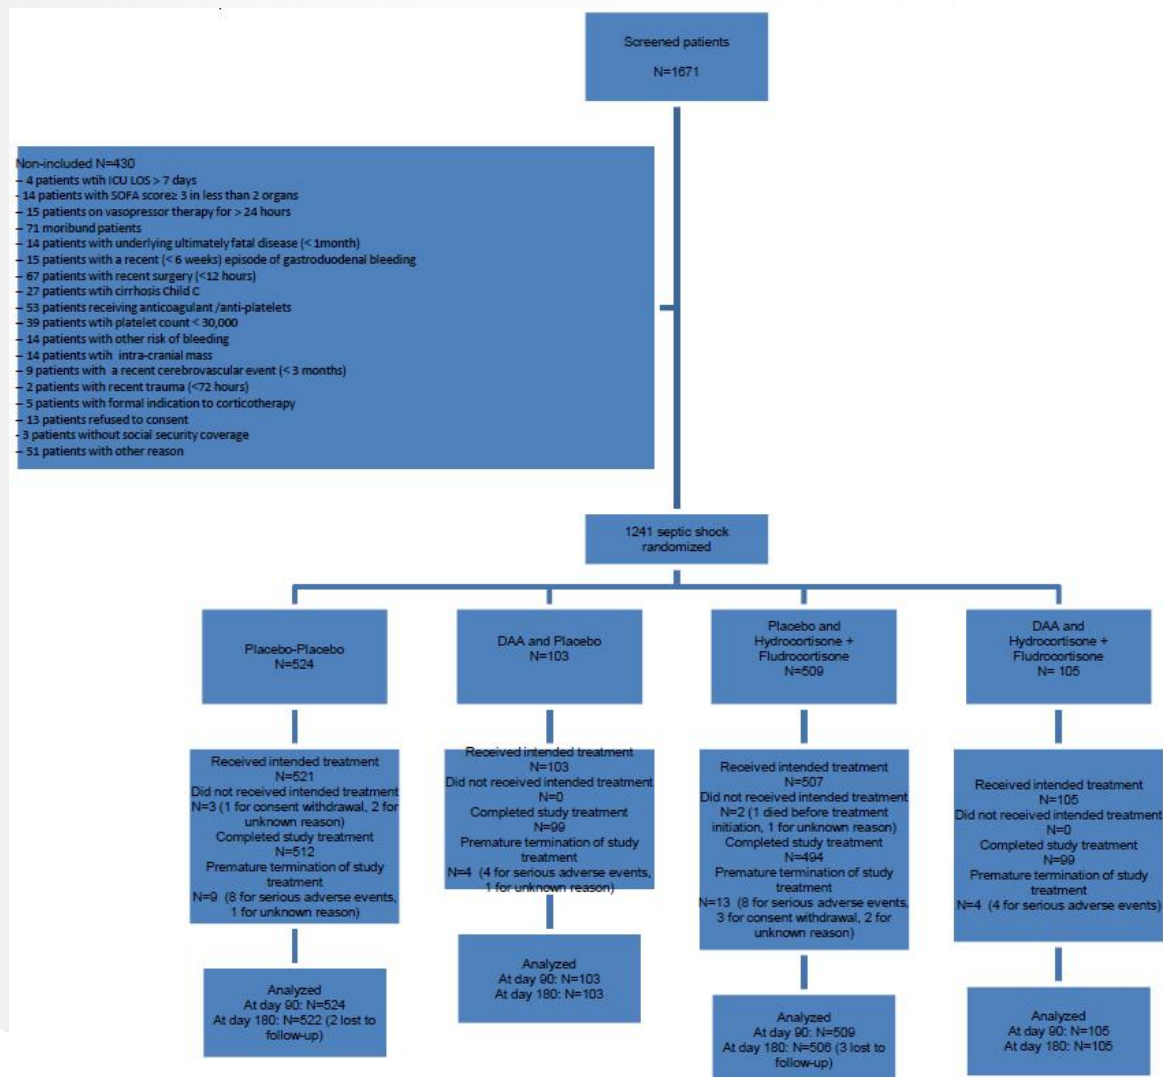 Screened patients
N=1671
Non-included N=430
– 4 patients wtih ICU LOS > 7 days
- 14 patients with SOFA score≥ 3 in less than 2 organs
– 15 patients on vasopressor therapy for > 24 hours
– 71 moribund patients
– 14 patients with underlying ultimately fatal disease (< 1month)
– 15 patients with a recent (< 6 weeks) episode of gastroduodenal bleeding
– 67 patients with recent surgery (<12 hours)
– 27 patients wtih cirrhosis Child C
– 53 patients receiving anticoagulant /anti-platelets
– 39 patients wtih platelet count < 30,000
– 14 patients with other risk of bleeding
– 14 patients wtih intra-cranial mass
– 9 patients with a recent cerebrovascular event (< 3 months)
– 2 patients with recent trauma (<72 hours)
– 5 patients with formal indication to corticotherapy
– 13 patients refused to consent
- 3 patients without social security coverage
– 51 patients with other reason
1241 septic shock
randomized
Placebo-Placebo
N=524
DAA and Placebo
N=103
Placebo and
Hydrocortisone +
Fludrocortisone
N=509
DAA and
Hydrocortisone +
Fludrocortisone
N= 105
Received intended treatment
N=521
Did not received intended treatment
N=3 (1 for consent withdrawal, 2 for
unknown reason)
Completed study treatment
N=512
Premature termination of study
treatment
N=9 (8 for serious adverse events,
1 for unknown reason)
Received intended treatment
N=103
Did not received intended treatment
N=0
Completed study treatment
N=99
Premature termination of study
treatment
N=4 (4 for serious adverse events,
1 for unknown reason)
Received intended treatment
N=507
Did not received intended treatment
N=2 (1 died before treatment
initiation, 1 for unknown reason)
Completed study treatment
N=494
Premature termination of study
treatment
N=13 (8 for serious adverse events,
3 for consent withdrawal, 2 for
unknown reason)
Received intended treatment
N=105
Did not received intended treatment
N=0
Completed study treatment
N=99
Premature termination of study
treatment
N=4 (4 for serious adverse events)
Analyzed
At day 90: N=524
At day 180: N=522 (2 lost to
follow-up)
Analyzed
At day 90: N=103
At day 180: N=103
Analyzed
At day 90: N=509
At day 180: N=506 (3 lost to
follow-up)
Analyzed
At day 90: N=105
At day 180: N=105